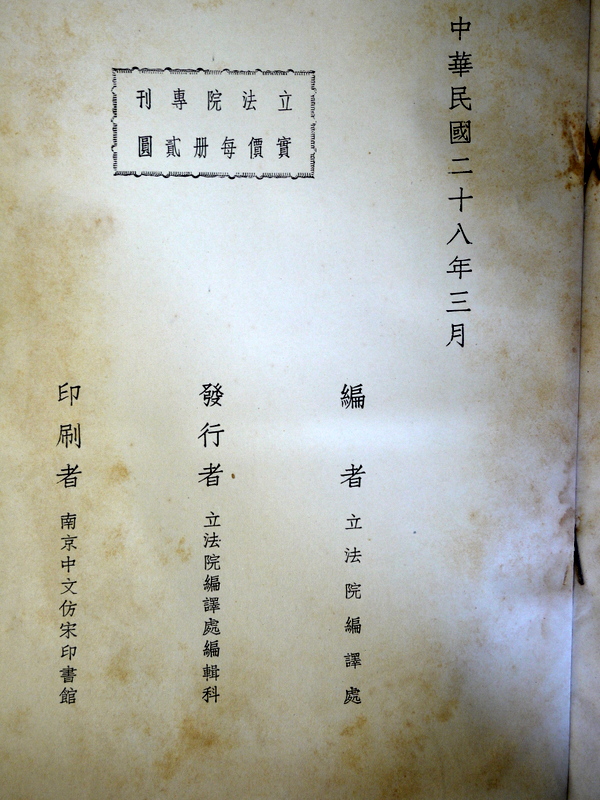 中華民國二十八年三月
立法院專刊
實價每册貳圓
編者 立法院編譯處
發行者 立法院編譯處編輯科
印刷者 南京中文仿宋印書館